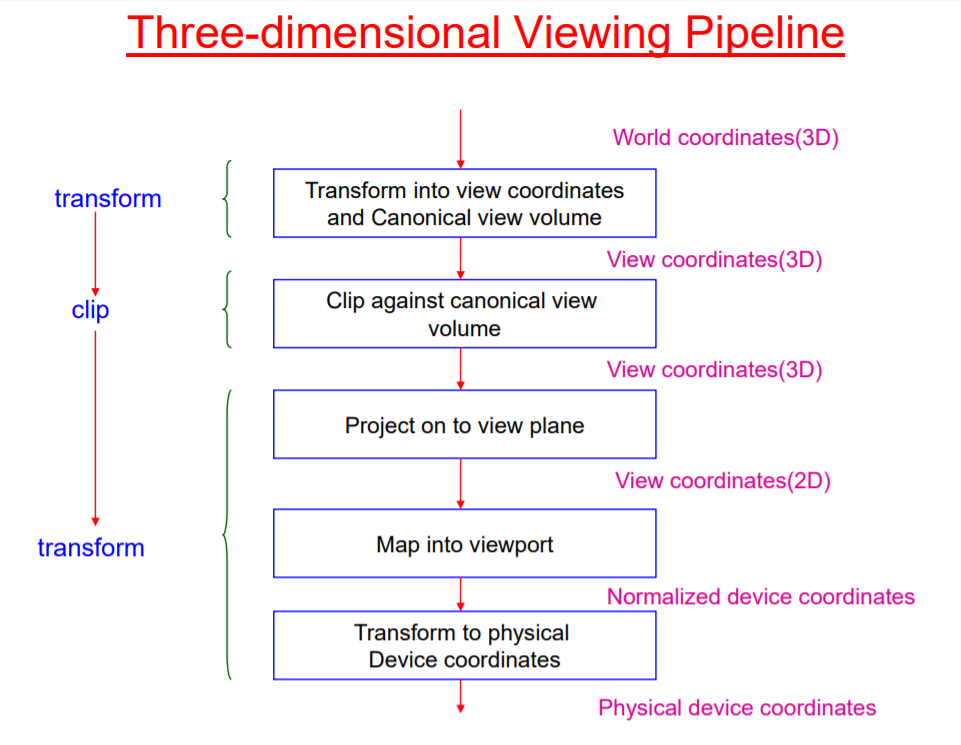 Three-dimensional Viewing Pipeline
World coordinates(3D)
transform
Transform into view coordinates
and Canonical view volume
View coordinates(3D)
clip
Clip against canonical view
volume
View coordinates(3D)
Project on to view plane
View coordinates(2D)
transform
Map into viewport
Normalized device coordinates
Transform to physical
Device coordinates
Physical device coordinates